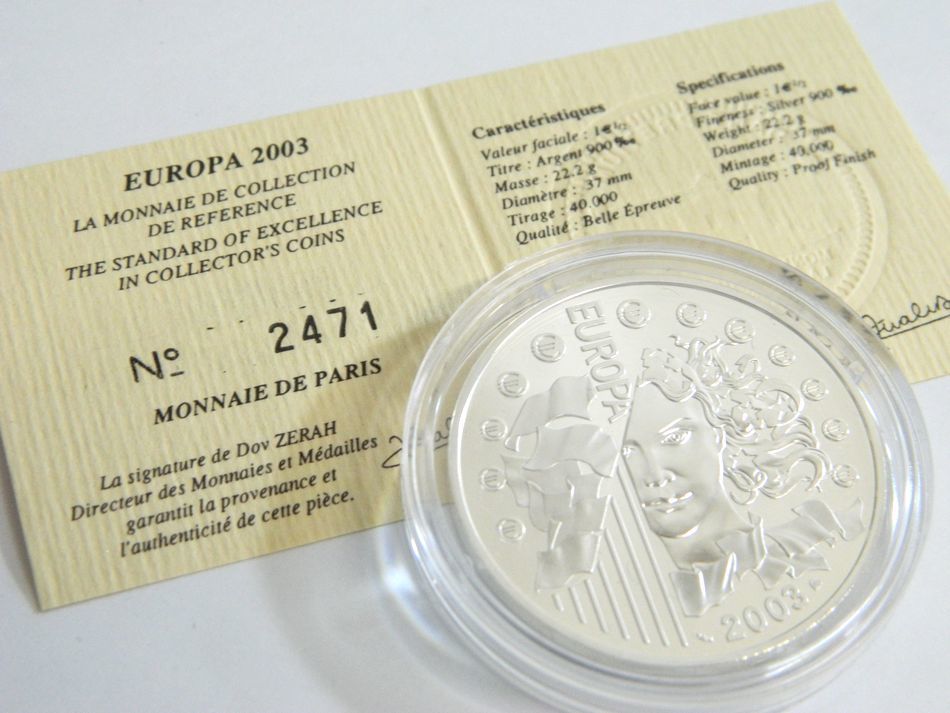 EUROPA 2003
LA MONNAIE DE COLLECTION
DE REFERENCE
THE STANDARD OF EXCELLENCE
IN COLLECTOR'S COINS
Nº 2471
MONNAIE DE PARIS
La signature de Dov ZERAH
Directeur des Monnaies et Médailles
garantit la provenance et
l'authenticité de cette pièce.
Caractéristiques
Valeur faciale : 1€½
Titre : Argent 900 ‰
Masse : 22.2 g
Diamètre : 37 mm
Tirage : 40.000
Qualité : Belle Épreuve
Specifications
Face value : 1€½
Fineness : Silver 900 ‰
Weight : 22.2 g
Diameter : 37 mm
Mintage : 40,000
Quality : Proof Finish
EUROPA
2003